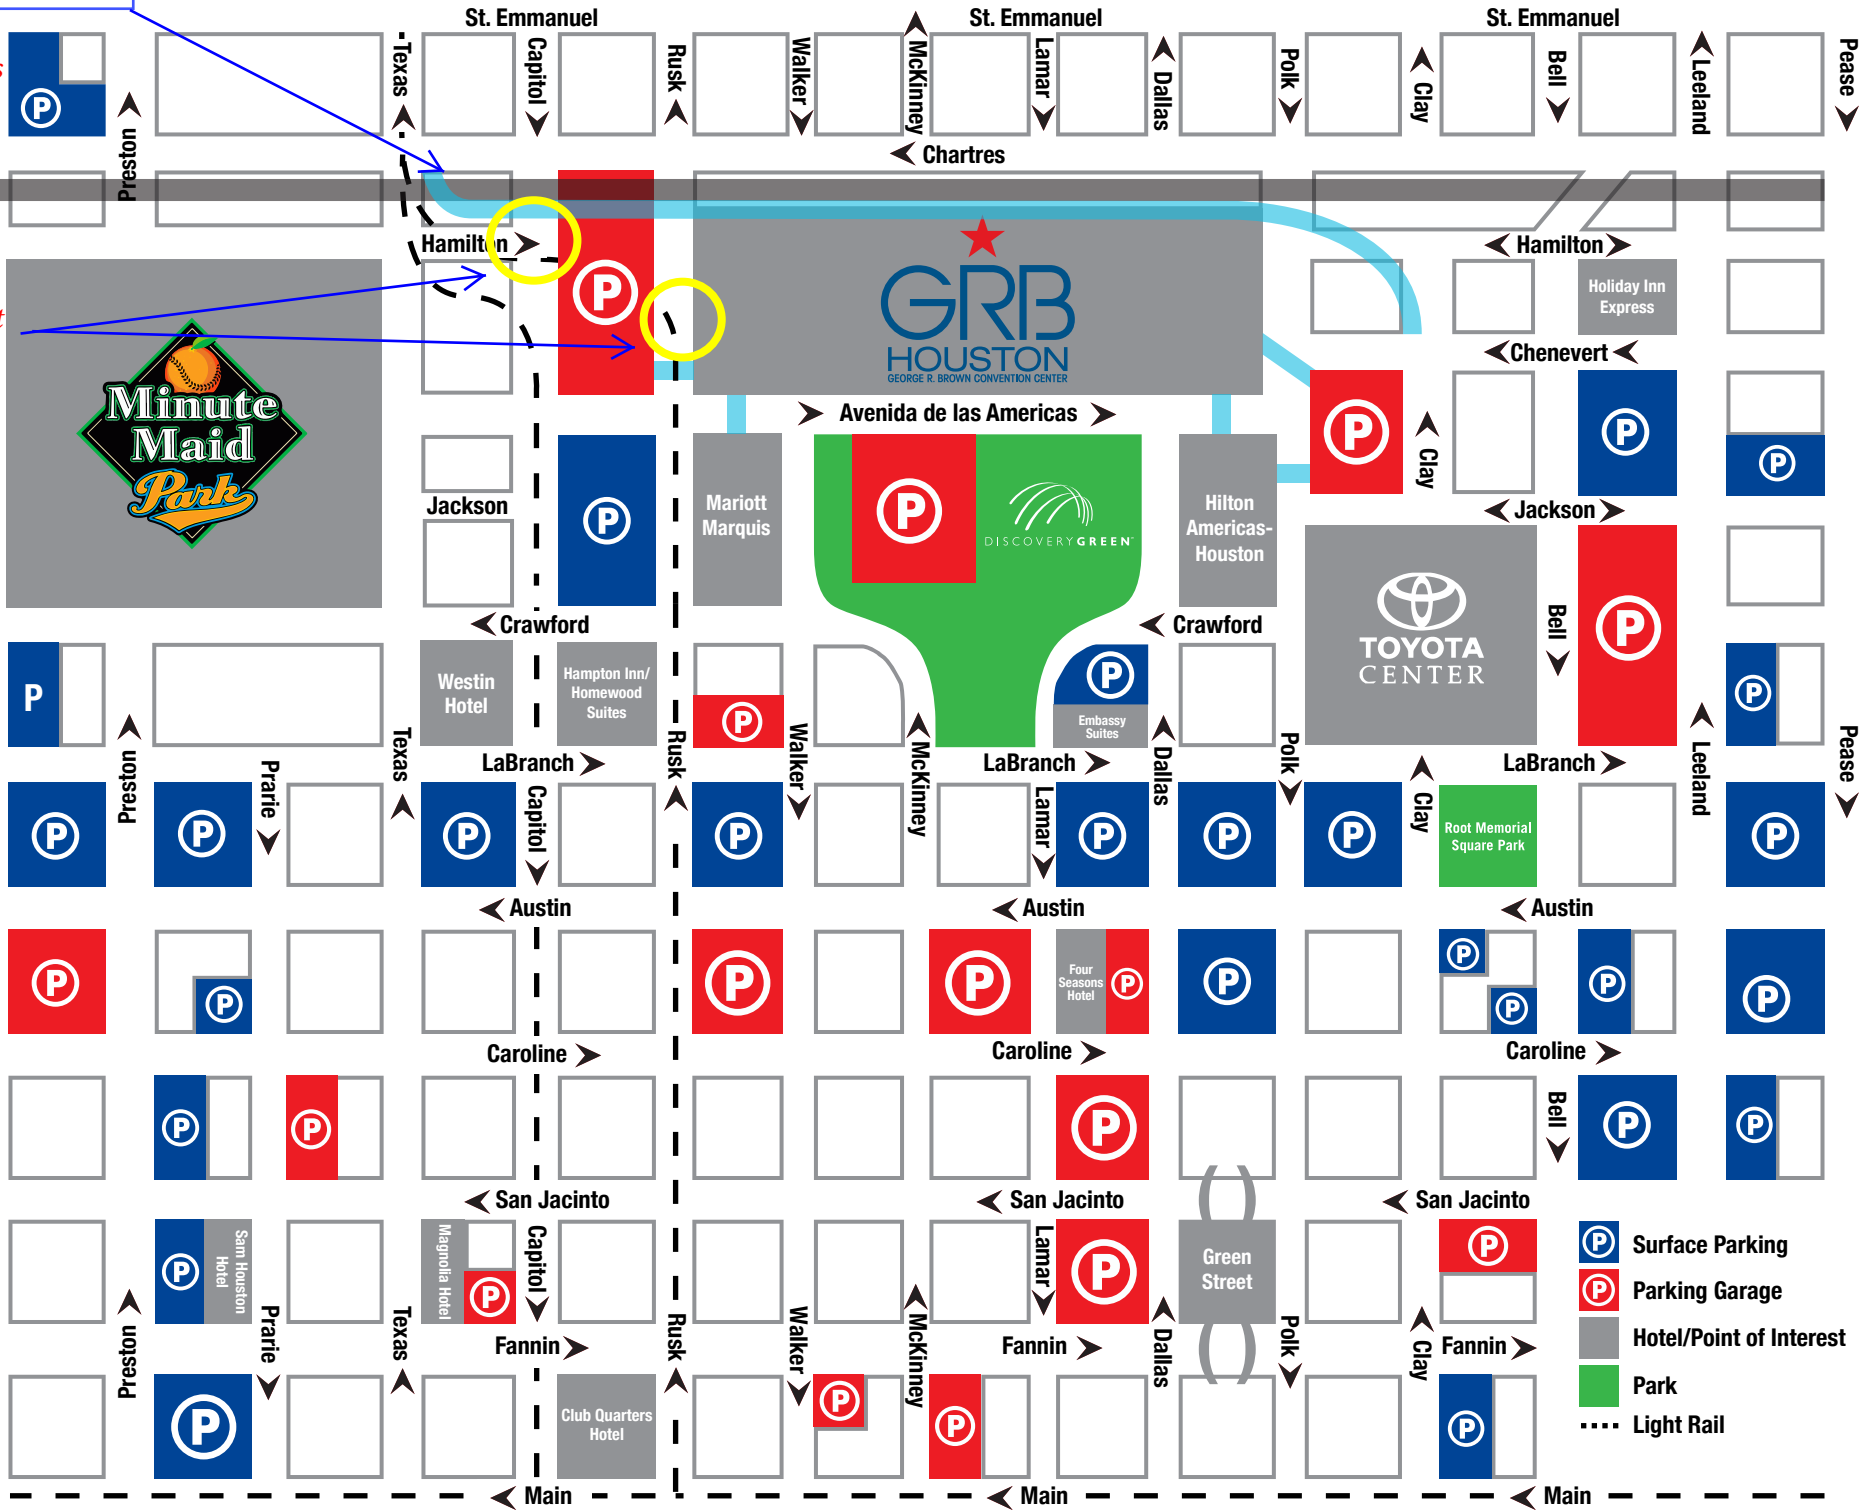 St. Emmanuel
St. Emmanuel
St. Emmanuel
Texas
Capitol
Rusk
Walker
McKinney
Lamar
Dallas
Polk
Clay
Bell
Leeland
Pease
P
Preston
Chartres
Hamilton
Hamilton
P
GRB
HOUSTON
GEORGE R. BROWN CONVENTION CENTER
Holiday Inn
Express
Chenevert
Minute
Maid
Park
Avenida de las Americas
P
Clay
P
P
Jackson
P
Mariott
Marquis
P
DISCOVERY GREEN
Hilton
Americas-
Houston
Jackson
TOYOTA
CENTER
Bell
P
Crawford
Crawford
P
Westin
Hotel
Hampton Inn/
Homewood
Suites
P
P
Embassy
Suites
P
Preston
Prarie
Texas
LaBranch
Rusk
Walker
McKinney
LaBranch
Dallas
Polk
LaBranch
Leeland
Pease
P
P
P
Capitol
P
Lamar
P
P
P
Clay
Root Memorial
Square Park
P
Austin
Austin
Austin
P
P
P
P
Four
Seasons
Hotel
P
P
P
P
P
P
Caroline
Caroline
Caroline
P
P
P
Bell
P
P
San Jacinto
San Jacinto
San Jacinto
P
Sam Houston
Hotel
Magnolia Hotel
P
Capitol
Lamar
P
Green
Street
P
P Surface Parking
P Parking Garage
Hotel/Point of Interest
Park
Light Rail
Preston
Prarie
Texas
Fannin
Rusk
Walker
McKinney
Fannin
Dallas
Polk
Clay
Fannin
P
Club Quarters
Hotel
P
P
P
Main
Main
Main